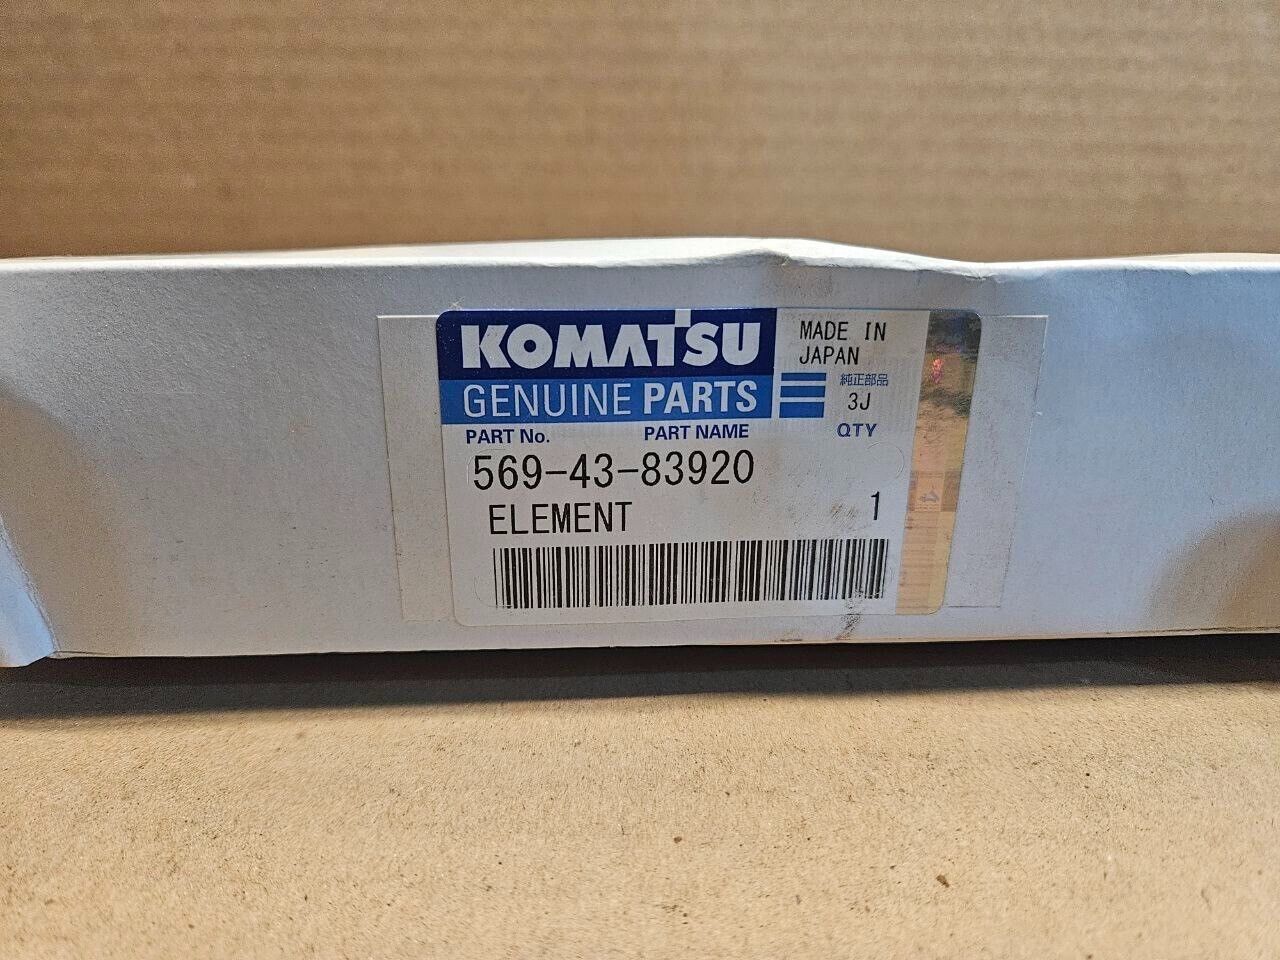 KOMATSU
MADE IN
JAPAN
GENUINE PARTS
純正部品
3J
PART No.
PART NAME
QTY
569-43-83920
ELEMENT
1